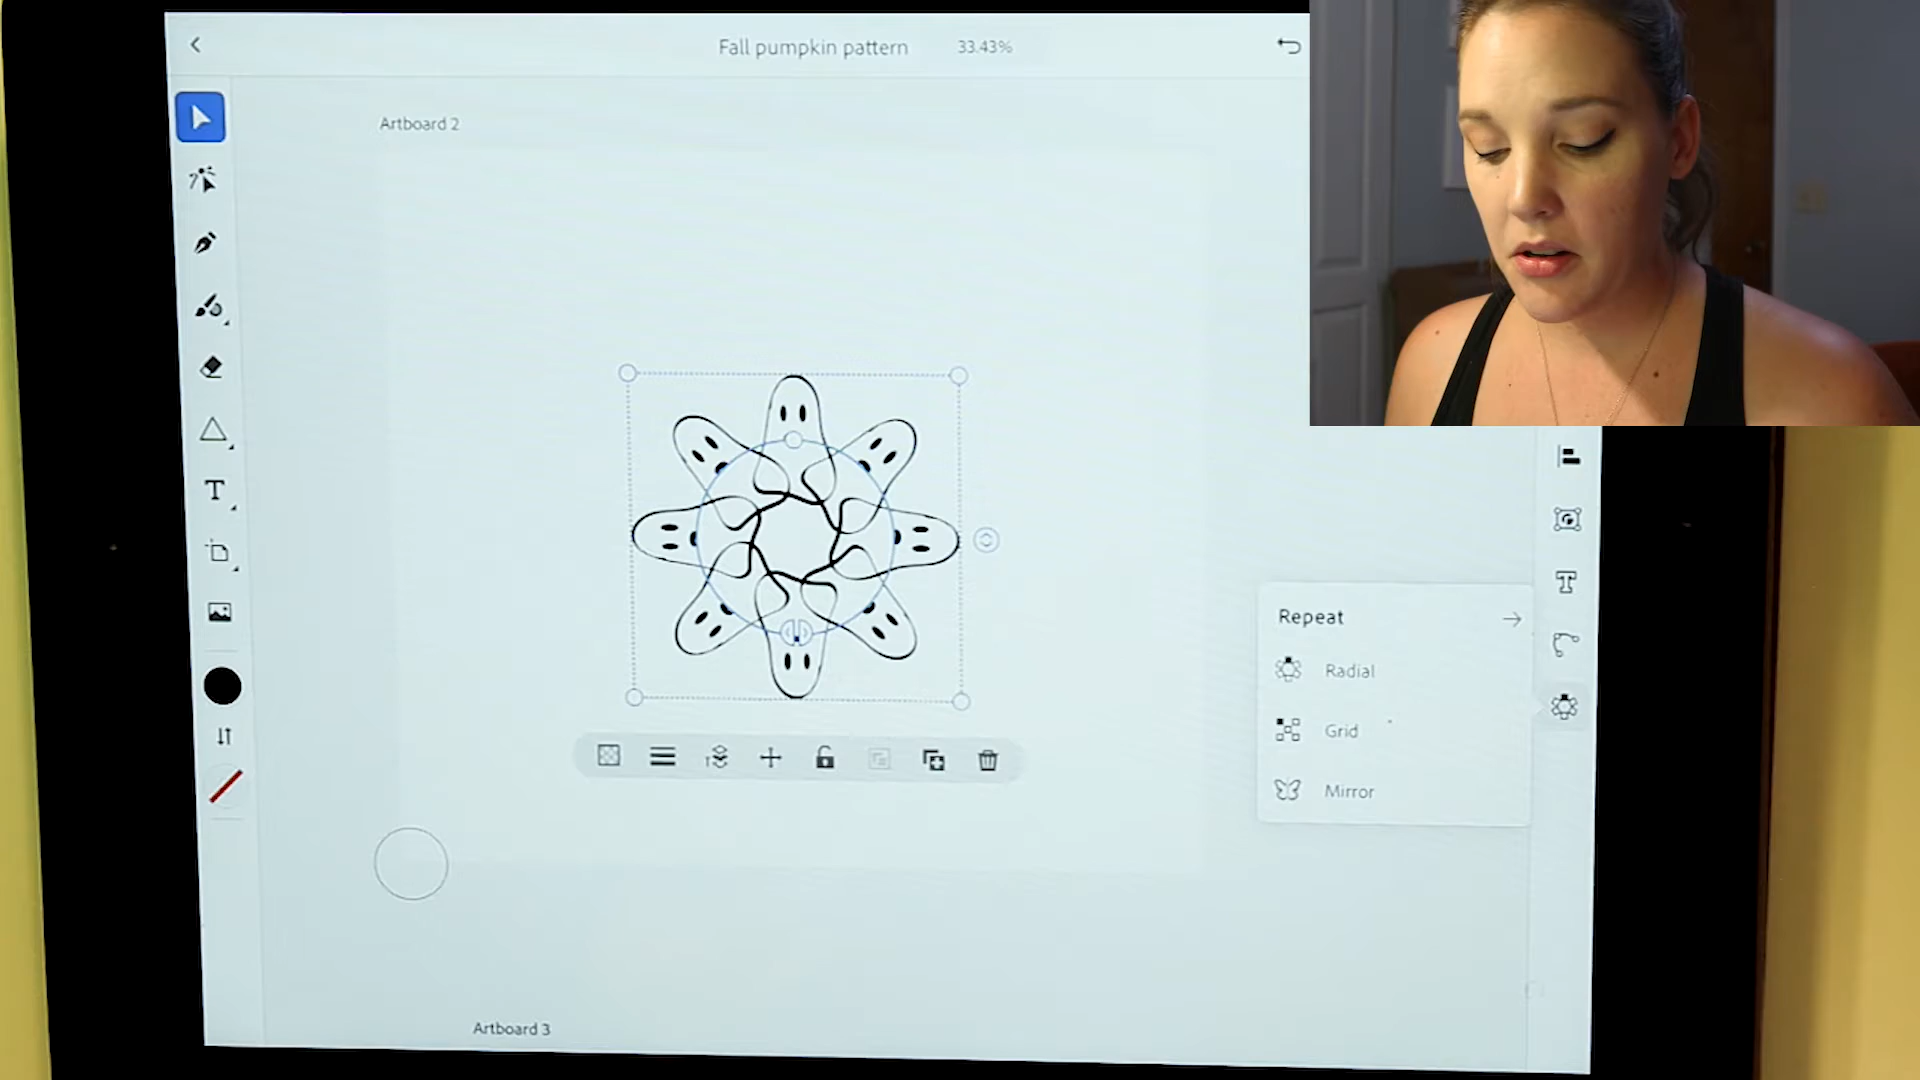 Fall pumpkin pattern 33.43%
Artboard 2
Repeat
Radial
Grid
Mirror
Artboard 3